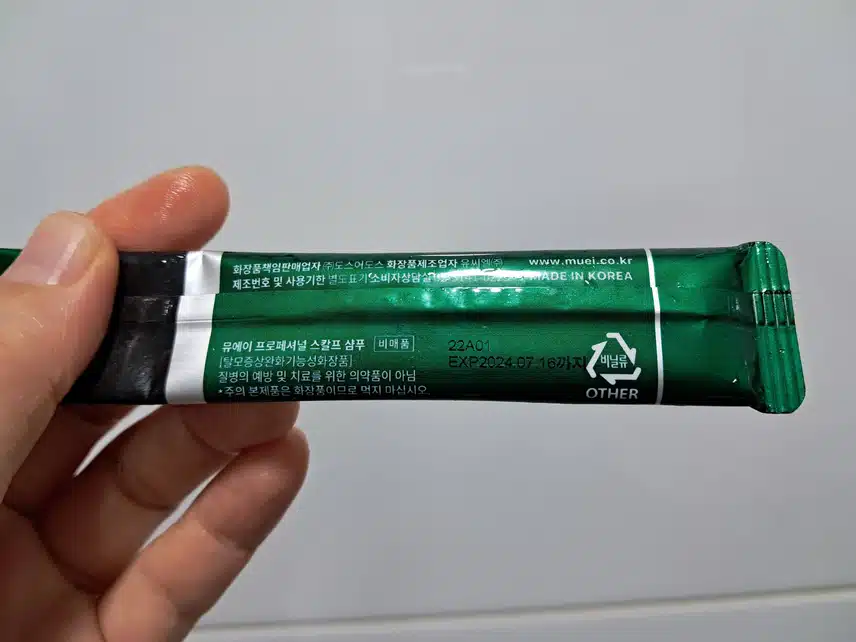 화장품책임판매업자 ㈜도스어도스 화장품제조업자 유씨엘㈜
www.muei.co.kr
제조번호 및 사용기한 별도표기 소비자상담실
MADE IN KOREA
뮤에이 프로페셔널 스칼프 샴푸 비매품
[탈모증상완화기능성화장품]
질병의 예방 및 치료를 위한 의약품이 아님
*주의 본제품은 화장품이므로 먹지 마십시오.
22A01
EXP2024.07.16까지
비닐류
OTHER